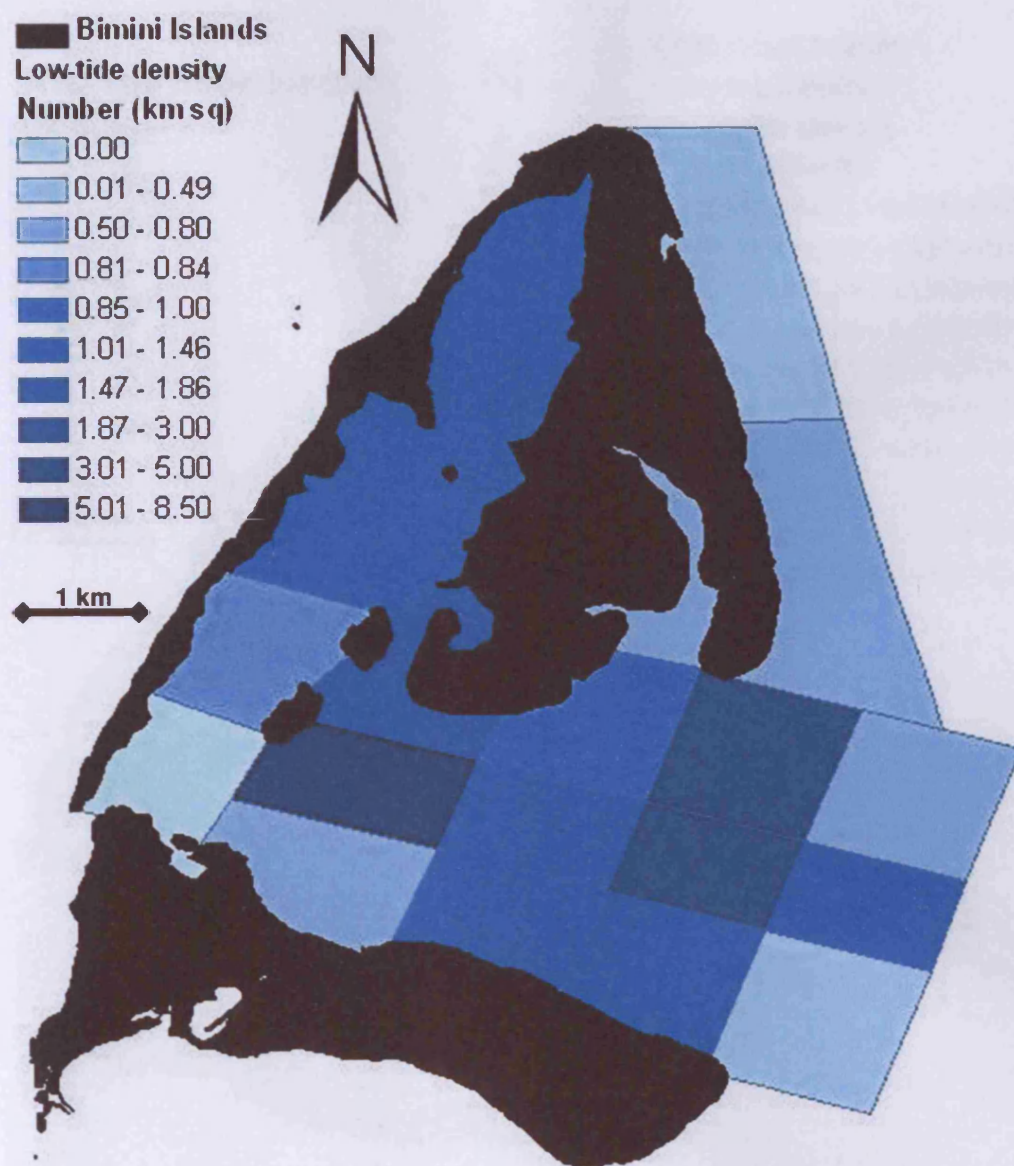 Bimini Islands
N
Low-tide density
Number (km sq)
0.00
0.01 - 0.49
0.50 - 0.80
0.81 - 0.84
0.85 - 1.00
1.01 - 1.46
1.47 - 1.86
1.87 - 3.00
3.01 - 5.00
5.01 - 8.50
1 km